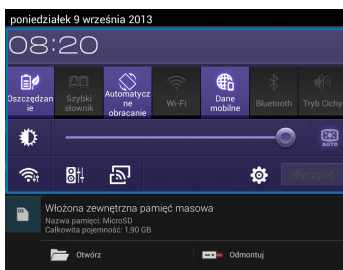 poniedziałek 9 września 2013
08:20
Oszczędzan
ie
Szybki
słownik
Automatycz
ne
obracanie
Wi-Fi
Dane
mobilne
Bluetooth
Tryb Cichy
AUTO
Wyczyść
Włożona zewnętrzna pamięć masowa
Nazwa pamięci: MicroSD
Całkowita pojemność: 1,90 GB
Otwórz
Odmontuj